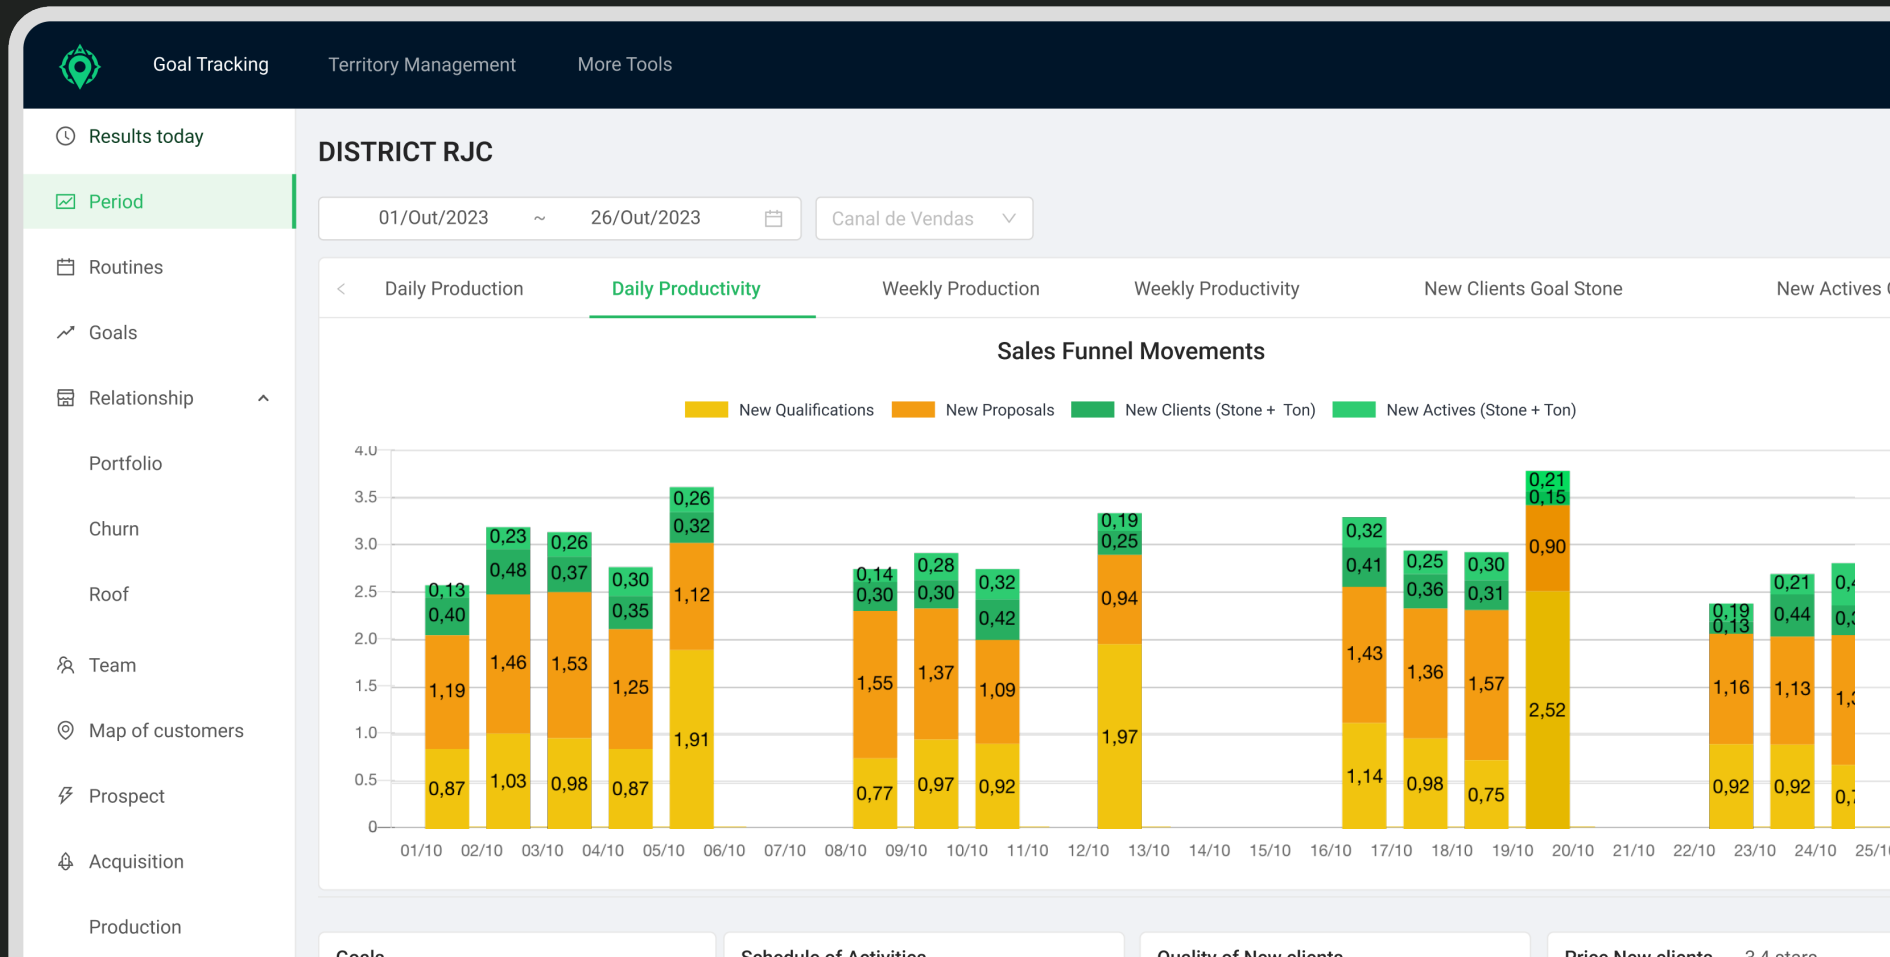 Goal Tracking
Territory Management
More Tools
Results today
Period
Routines
Goals
Relationship
Portfolio
Churn
Roof
Team
Map of customers
Prospect
Acquisition
Production
DISTRICT RJC
01/Out/2023 ~ 26/Out/2023
Canal de Vendas
Daily Production
Daily Productivity
Weekly Production
Weekly Productivity
New Clients Goal Stone
New Actives
Sales Funnel Movements
New Qualifications
New Proposals
New Clients (Stone + Ton)
New Actives (Stone + Ton)
4.0
3.5
3.0
2.5
2.0
1.5
1.0
0.5
0
0,13
0,40
1,19
0,87
0,23
0,48
1,46
1,03
0,26
0,37
1,53
0,98
0,30
0,35
1,25
0,87
0,26
0,32
1,12
1,91
0,14
0,30
1,55
0,77
0,28
0,30
1,37
0,97
0,32
0,42
1,09
0,92
0,19
0,25
0,94
1,97
0,32
0,41
1,43
1,14
0,25
0,36
1,36
0,98
0,30
0,31
1,57
0,75
0,21
0,15
0,90
2,52
0,19
0,13
1,16
0,92
0,21
0,44
1,13
0,92
01/10 02/10 03/10 04/10 05/10 06/10 07/10 08/10 09/10 10/10 11/10 12/10 13/10 14/10 15/10 16/10 17/10 18/10 19/10 20/10 21/10 22/10 23/10 24/10
Goals
Schedule of Activities
Quality of New clients
Price New clients